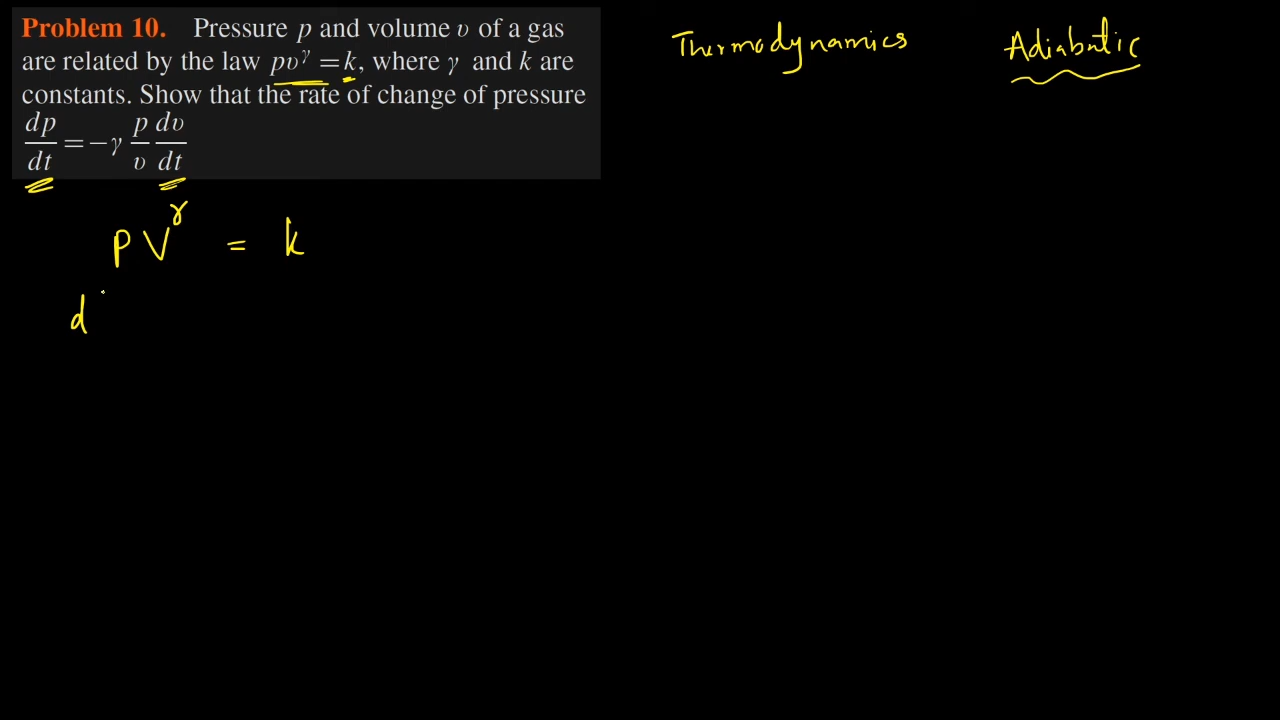 Problem 10. Pressure p and volume v of a gas
are related by the law pv^γ = k, where γ and k are
constants. Show that the rate of change of pressure
dp/dt = −γ p/v dv/dt
Thermodynamics Adiabatic
PV^γ = k
d